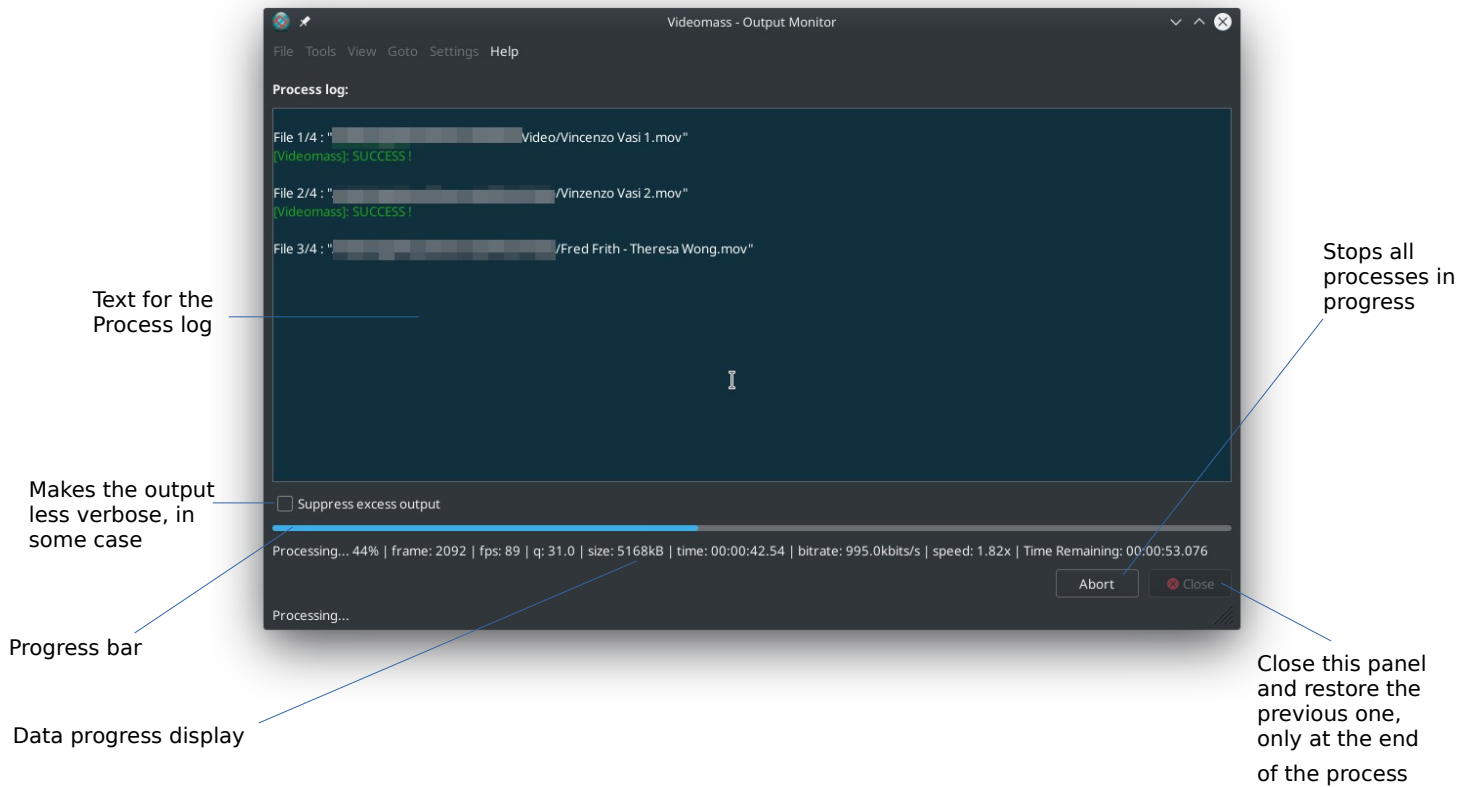 Videomass - Output Monitor
File Tools View Goto Settings Help
Process log:
File 1/4 : " Video/Vincenzo Vasi 1.mov"
[Videomass]: SUCCESS !
File 2/4 : " /Vinzenzo Vasi 2.mov"
[Videomass]: SUCCESS !
File 3/4 : " /Fred Frith - Theresa Wong.mov"
Stops all
processes in
progress
Text for the
Process log
Makes the output
less verbose, in
some case
Suppress excess output
Processing... 44% | frame: 2092 | fps: 89 | q: 31.0 | size: 5168kB | time: 00:00:42.54 | bitrate: 995.0kbits/s | speed: 1.82x | Time Remaining: 00:00:53.076
Abort
Close
Processing...
Progress bar
Data progress display
Close this panel
and restore the
previous one,
only at the end
of the process